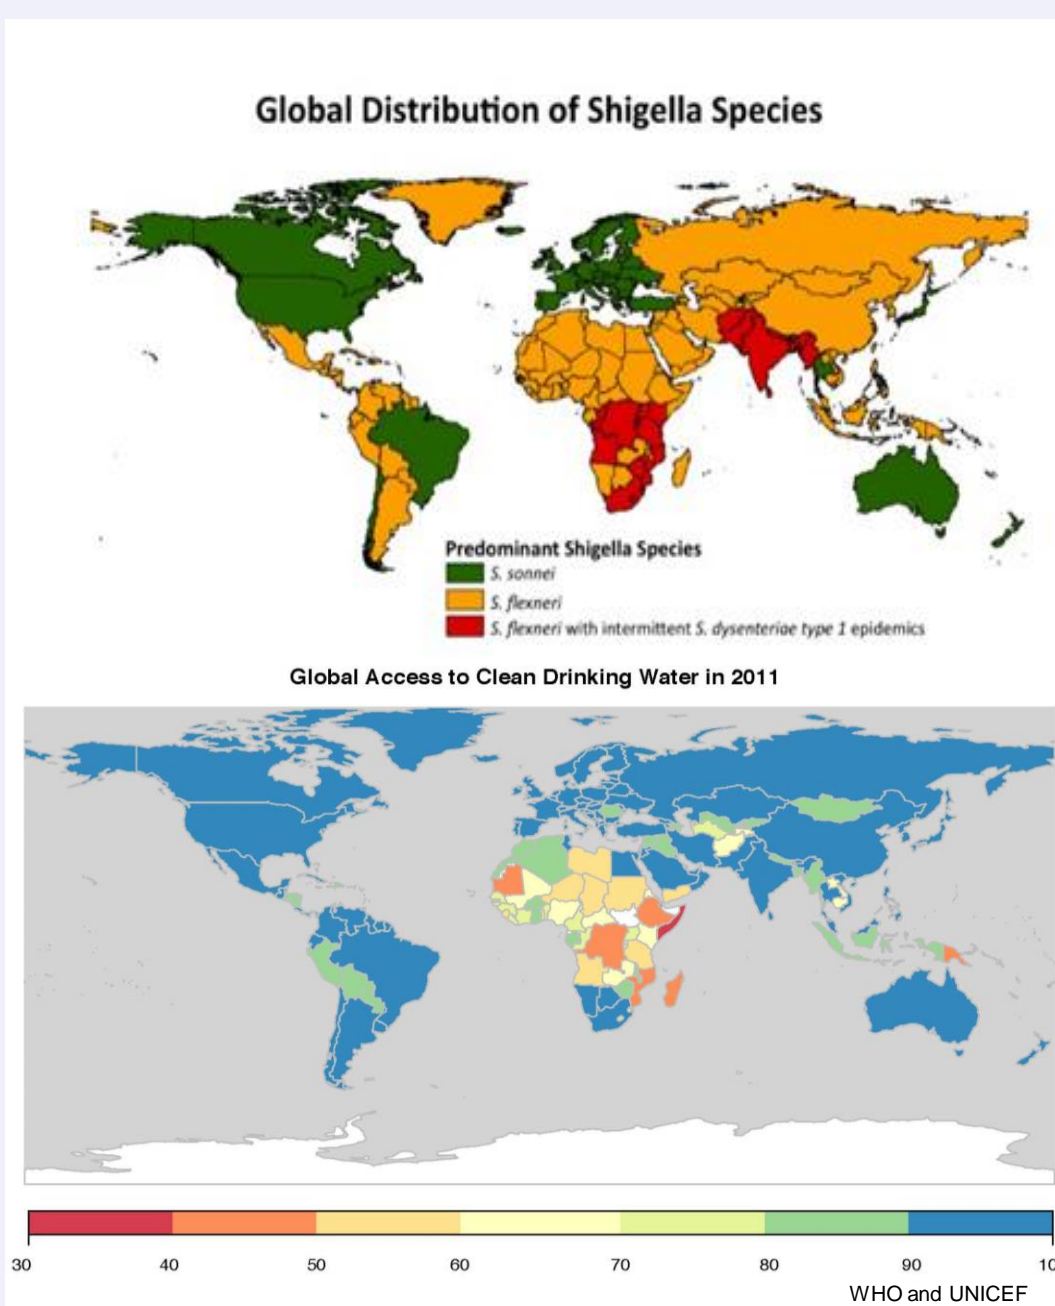 Global Distribution of Shigella Species
Predominant Shigella Species
S. sonnei
S. flexneri
S. flexneri with intermittent S. dysenteriae type 1 epidemics
Global Access to Clean Drinking Water in 2011
30 40 50 60 70 80 90 10
WHO and UNICEF